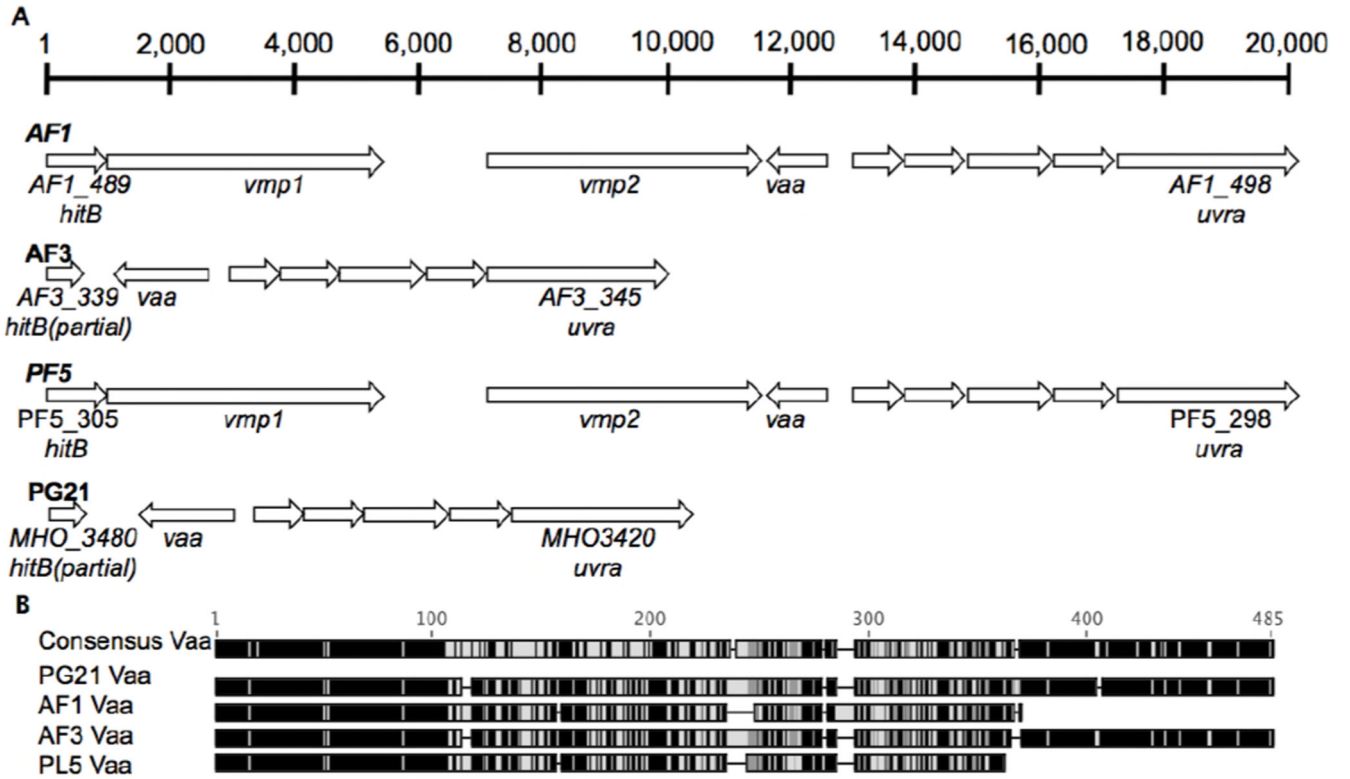 A
1 2,000 4,000 6,000 8,000 10,000 12,000 14,000 16,000 18,000 20,000
AF1
AF1_489 vmp1 vmp2 vaa AF1_498
hitB uvra
AF3
AF3_339 vaa AF3_345
hitB(partial) uvra
PF5
PF5_305 vmp1 vmp2 vaa PF5_298
hitB uvra
PG21
MHO_3480 vaa MHO3420
hitB(partial) uvra
B
1 100 200 300 400 485
Consensus Vaa
PG21 Vaa
AF1 Vaa
AF3 Vaa
PL5 Vaa